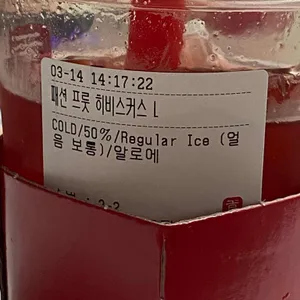 03-14 14:17:22
패션 프룻 히비스커스 L
COLD/50%/Regular Ice (얼
음 보통)/알로에